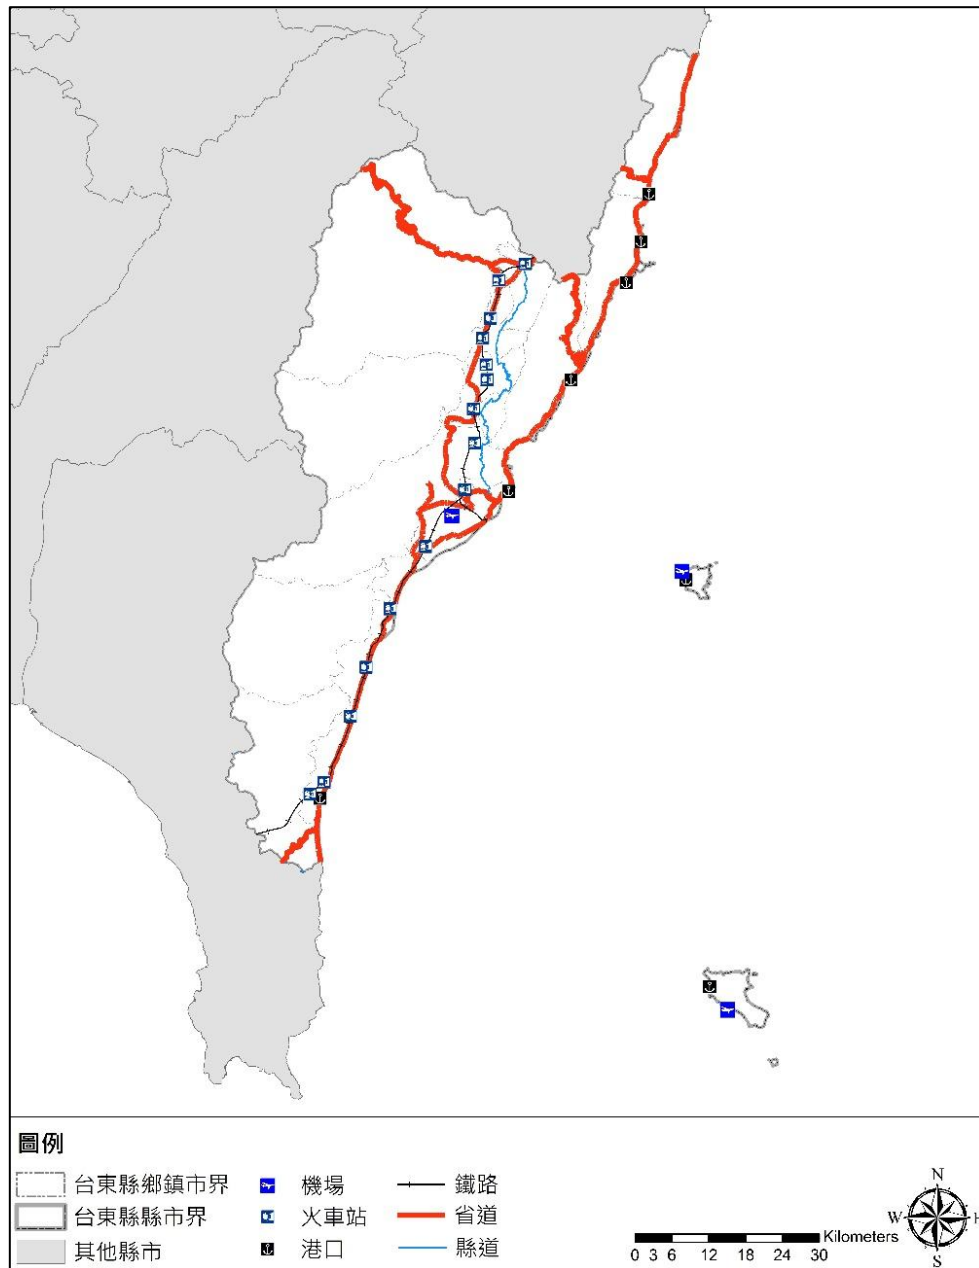 圖例
台東縣鄉鎮市界 機場 鐵路
台東縣縣市界 火車站 省道
其他縣市 港口 縣道
0 3 6 12 18 24 30 Kilometers
N
W E
S